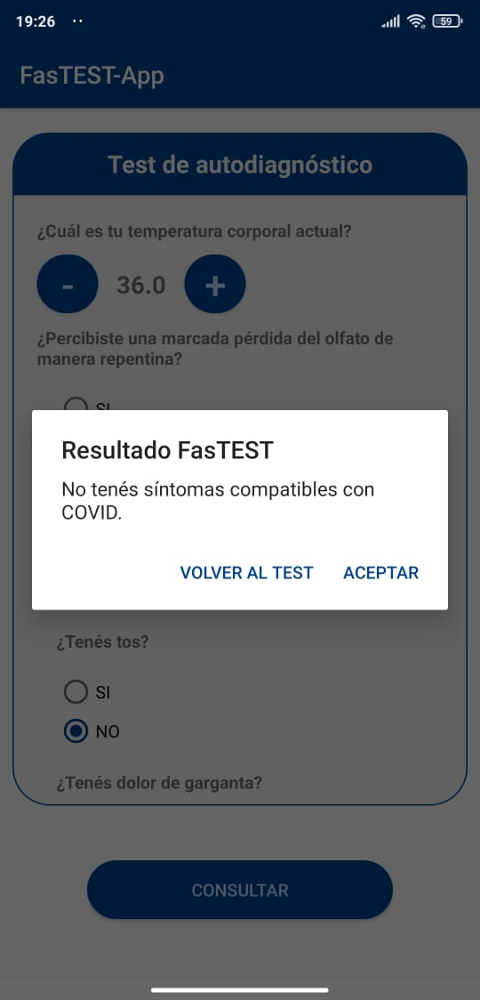 19:26
59
FasTEST-App
Test de autodiagnóstico
¿Cuál es tu temperatura corporal actual?
- 36.0 +
¿Percibiste una marcada pérdida del olfato de
manera repentina?
SI
Resultado FasTEST
No tenés síntomas compatibles con
COVID.
VOLVER AL TEST ACEPTAR
¿Tenés tos?
SI
NO
¿Tenés dolor de garganta?
CONSULTAR